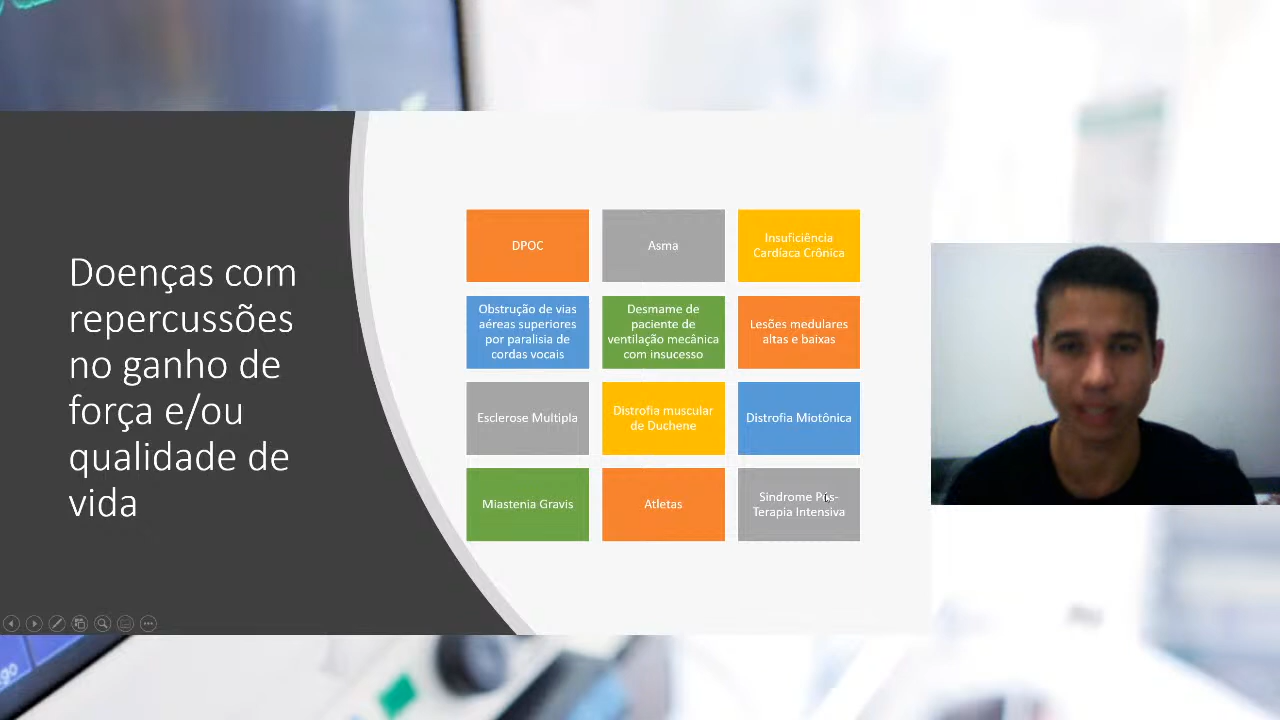 Doenças com
repercussões
no ganho de
força e/ou
qualidade de
vida
DPOC
Asma
Insuficiência
Cardíaca Crônica
Obstrução de vias
aéreas superiores
por paralisia de
cordas vocais
Desmame de
paciente de
ventilação mecânica
com insucesso
Lesões medulares
altas e baixas
Esclerose Multipla
Distrofia muscular
de Duchene
Distrofia Miotônica
Miastenia Gravis
Atletas
Sindrome Pós-
Terapia Intensiva